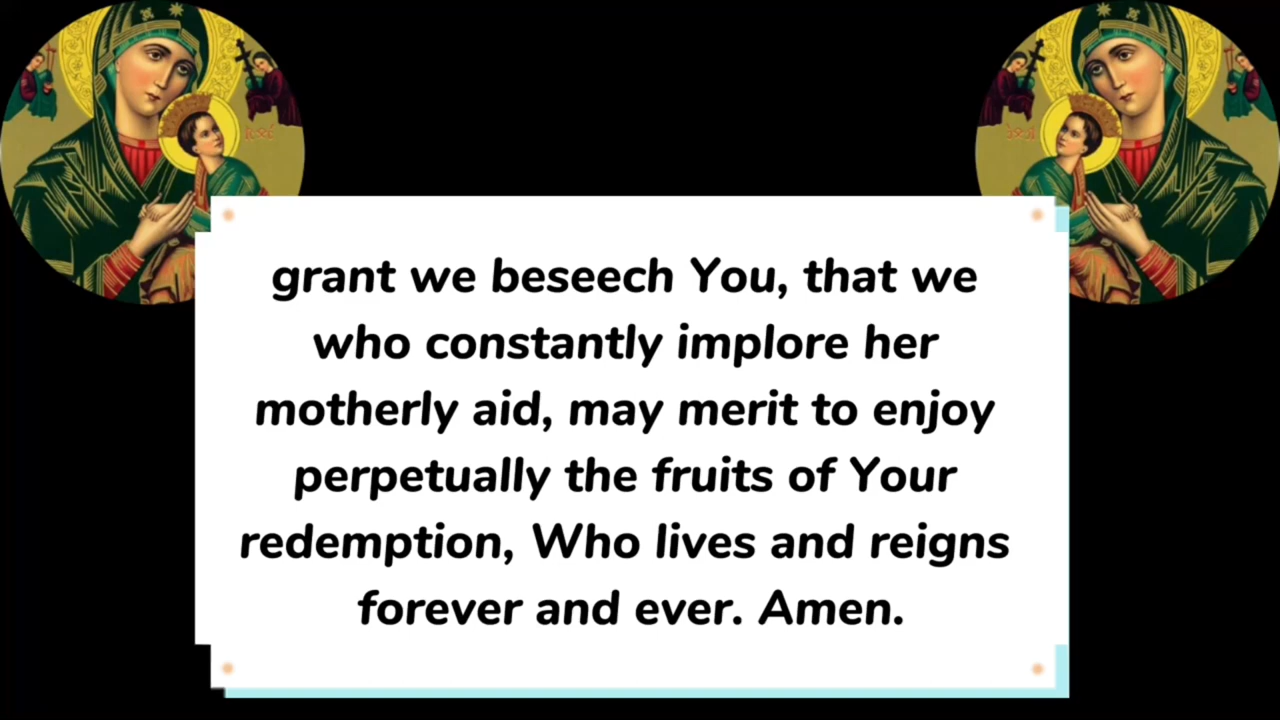 grant we beseech You, that we
who constantly implore her
motherly aid, may merit to enjoy
perpetually the fruits of Your
redemption, Who lives and reigns
forever and ever. Amen.